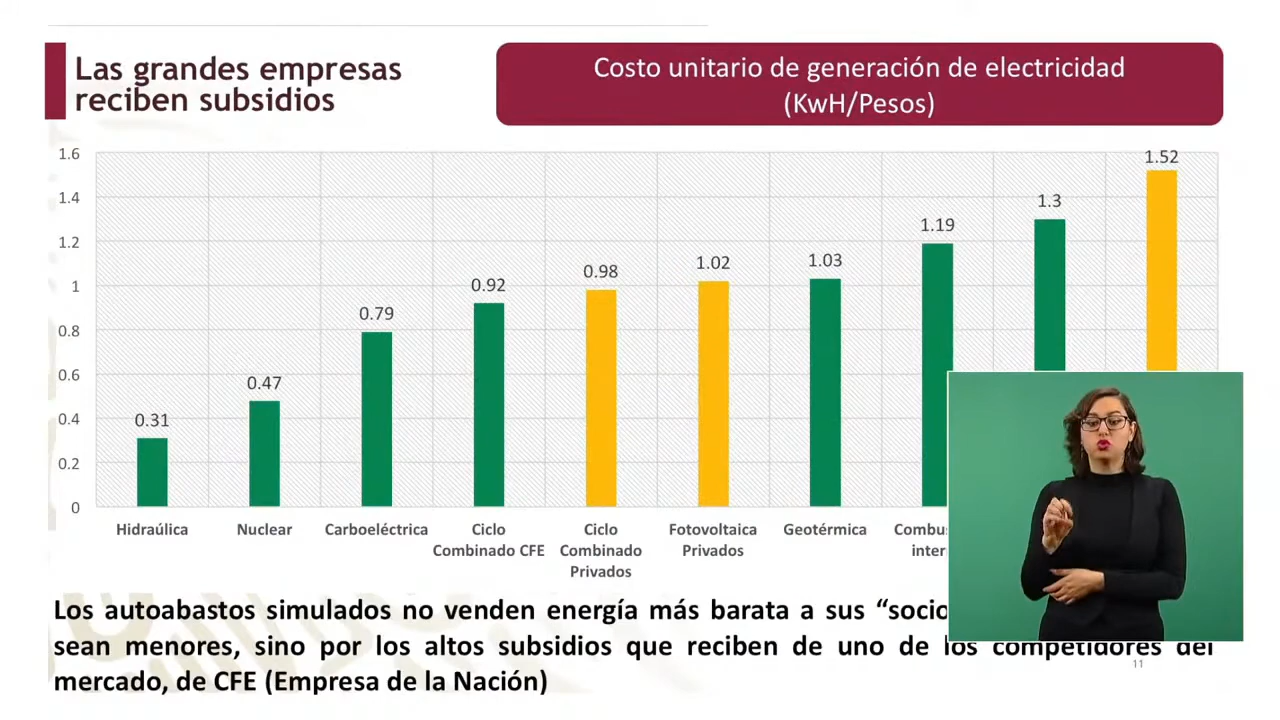 Las grandes empresas
reciben subsidios
Costo unitario de generación de electricidad
(KwH/Pesos)
1.6
1.4
1.2
1
0.8
0.6
0.4
0.2
0
0.31
0.47
0.79
0.92
0.98
1.02
1.03
1.19
1.3
1.52
Hidraúlica
Nuclear
Carboeléctrica
Ciclo
Combinado CFE
Ciclo
Combinado
Privados
Fotovoltaica
Privados
Geotérmica
Los autoabastos simulados no venden energía más barata a sus
sean menores, sino por los altos subsidios que reciben de uno de los competidores del
mercado, de CFE (Empresa de la Nación)
11